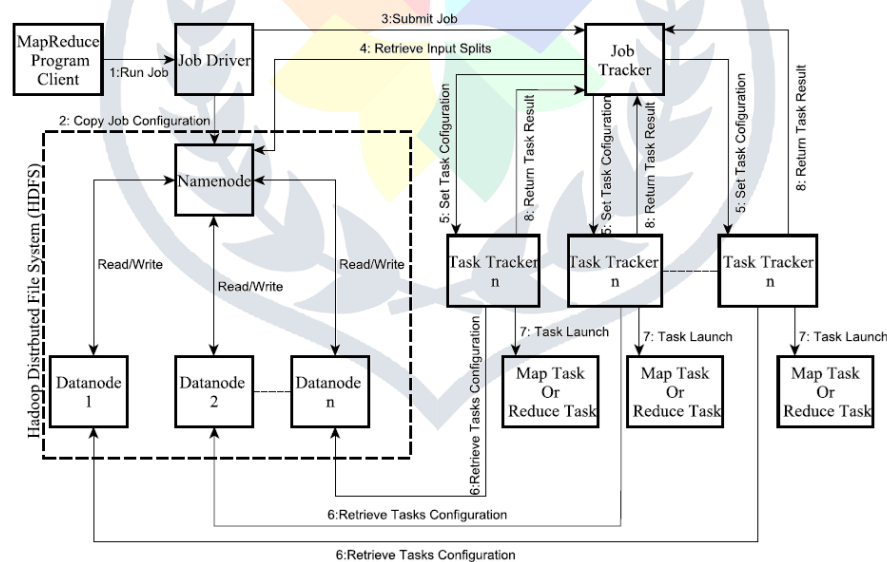 3:Submit Job
MapReduce
Program
Client
1:Run Job
Job Driver
4: Retrieve Input Splits
Job
Tracker
2: Copy Job Configuration
Hadoop Distrbuted File System (HDFS)
Namenode
Read/Write
Read/Write
Read/Write
Datanode
1
Datanode
2
Datanode
n
5: Set Task Cofiguration
8: Return Task Result
5: Set Task Cofiguration
8: Return Task Result
5: Set Task Cofiguration
8: Return Task Result
Task Tracker
n
Task Tracker
n
Task Tracker
n
7: Task Launch
7: Task Launch
7: Task Launch
Map Task
Or
Reduce Task
Map Task
Or
Reduce Task
Map Task
Or
Reduce Task
6:Retrieve Tasks Configuration
6:Retrieve Tasks Configuration
6:Retrieve Tasks Configuration